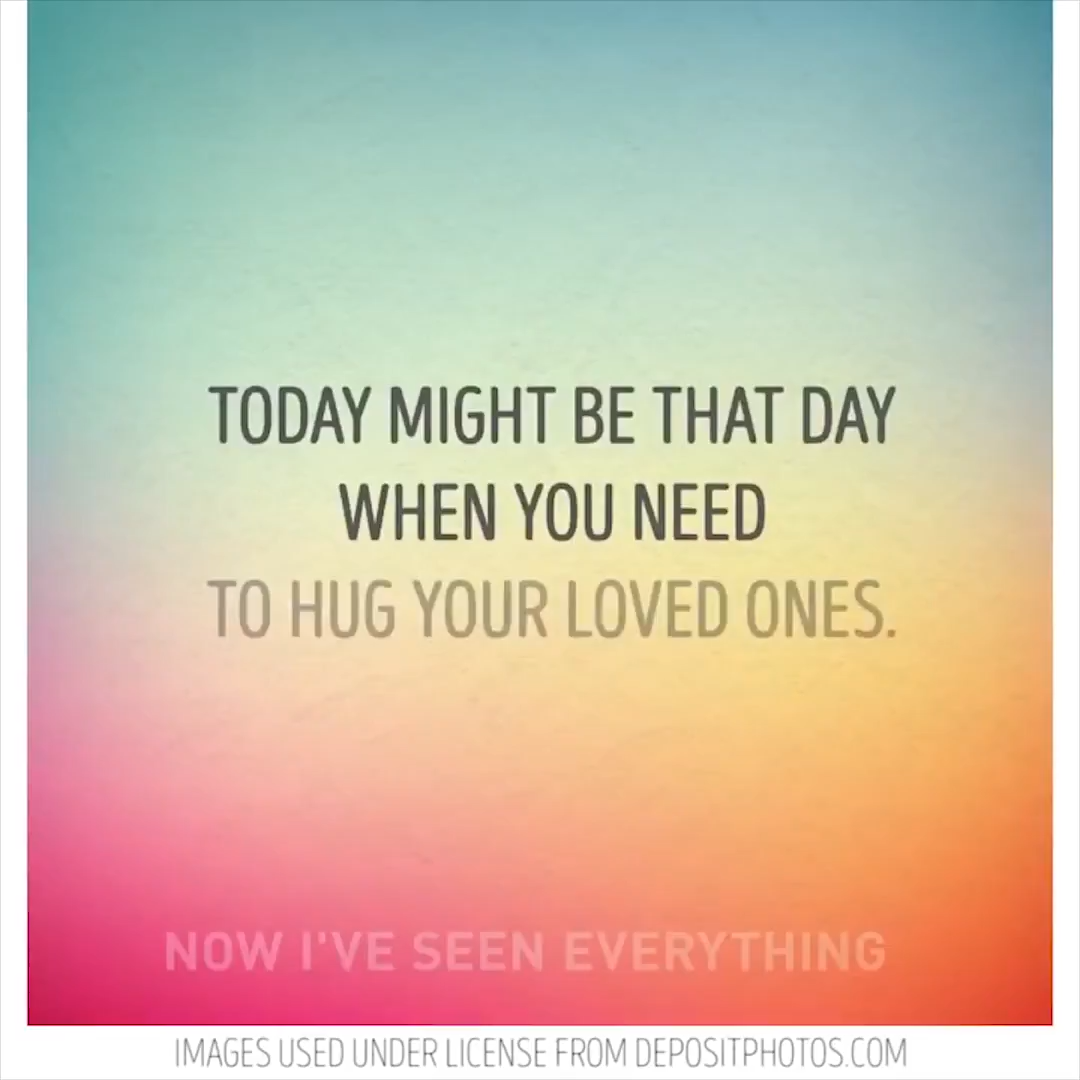 TODAY MIGHT BE THAT DAY
WHEN YOU NEED
TO HUG YOUR LOVED ONES.
NOW I'VE SEEN EVERYTHING
IMAGES USED UNDER LICENSE FROM DEPOSITPHOTOS.COM